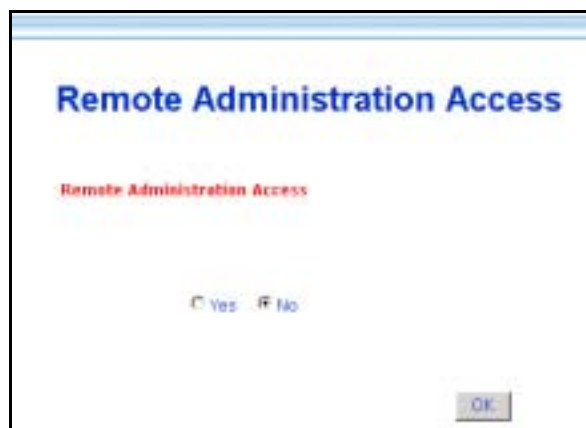 Remote Administration Access
Remote Administration Access
Yes No
OK